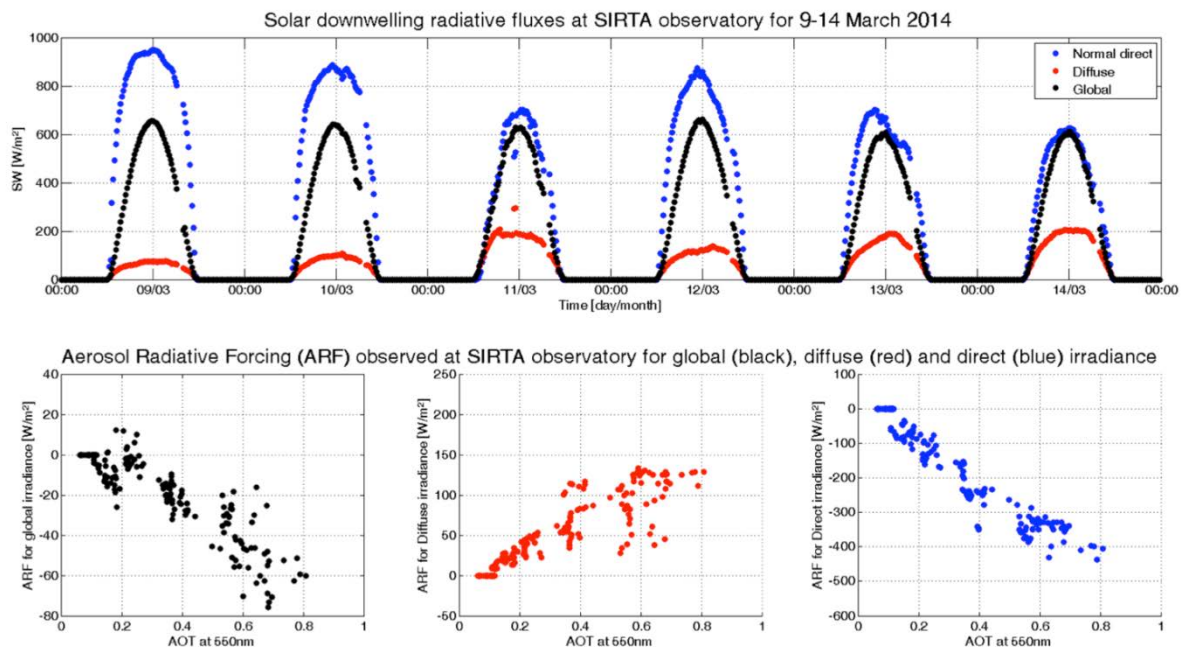 Solar downwelling radiative fluxes at SIRTA observatory for 9-14 March 2014
1000
800
600
400
200
0
SW [W/m²]
Normal direct
Diffuse
Global
00:00 09/03 00:00 10/03 00:00 11/03 00:00 12/03 00:00 13/03 00:00 14/03 00:00
Time [day/month]
Aerosol Radiative Forcing (ARF) observed at SIRTA observatory for global (black), diffuse (red) and direct (blue) irradiance
40
20
0
-20
-40
-60
-80
ARF for global irradiance [W/m²]
0 0.2 0.4 0.6 0.8 1
AOT at 660nm
250
200
150
100
50
0
-50
ARF for Diffuse irradiance [W/m²]
0 0.2 0.4 0.6 0.8 1
AOT at 660nm
100
0
-100
-200
-300
-400
-500
-600
ARF for Direct irradiance [W/m²]
0 0.2 0.4 0.6 0.8 1
AOT at 660nm